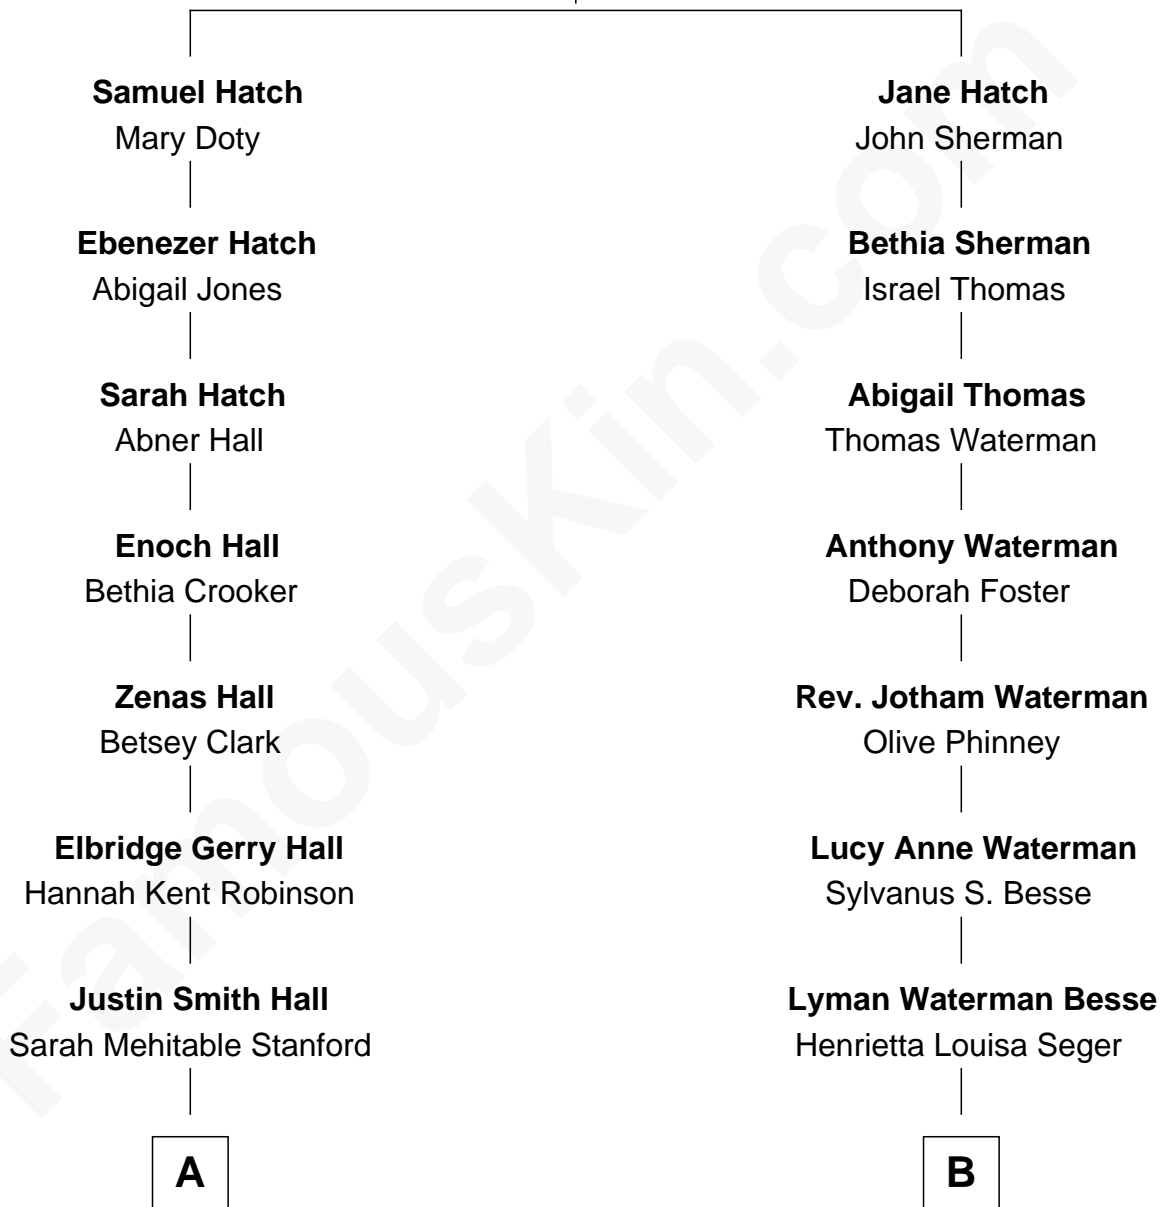 Samuel Hatch
Mary Doty
Jane Hatch
John Sherman
Ebenezer Hatch
Abigail Jones
Bethia Sherman
Israel Thomas
Sarah Hatch
Abner Hall
Abigail Thomas
Thomas Waterman
Enoch Hall
Bethia Crooker
Anthony Waterman
Deborah Foster
Zenas Hall
Betsey Clark
Rev. Jotham Waterman
Olive Phinney
Elbridge Gerry Hall
Hannah Kent Robinson
Lucy Anne Waterman
Sylvanus S. Besse
Justin Smith Hall
Sarah Mehitable Stanford
Lyman Waterman Besse
Henrietta Louisa Seger
A
B
FamousKin.com